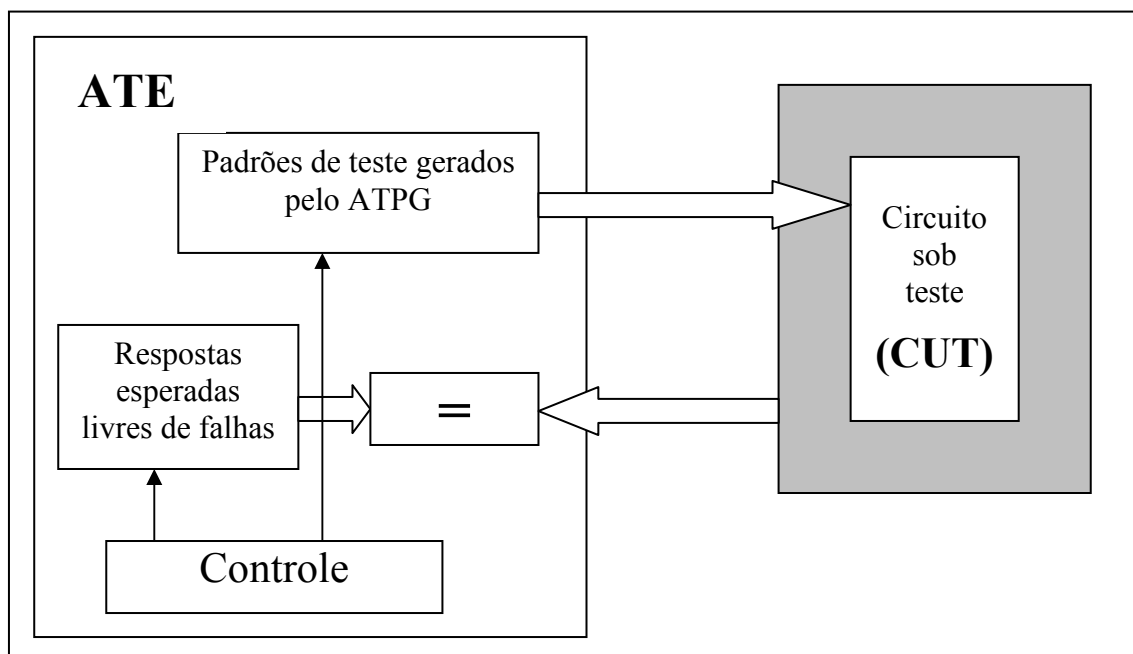 ATE
Padrões de teste gerados
pelo ATPG
Circuito
sob
teste
(CUT)
Respostas
esperadas
livres de falhas
=
Controle